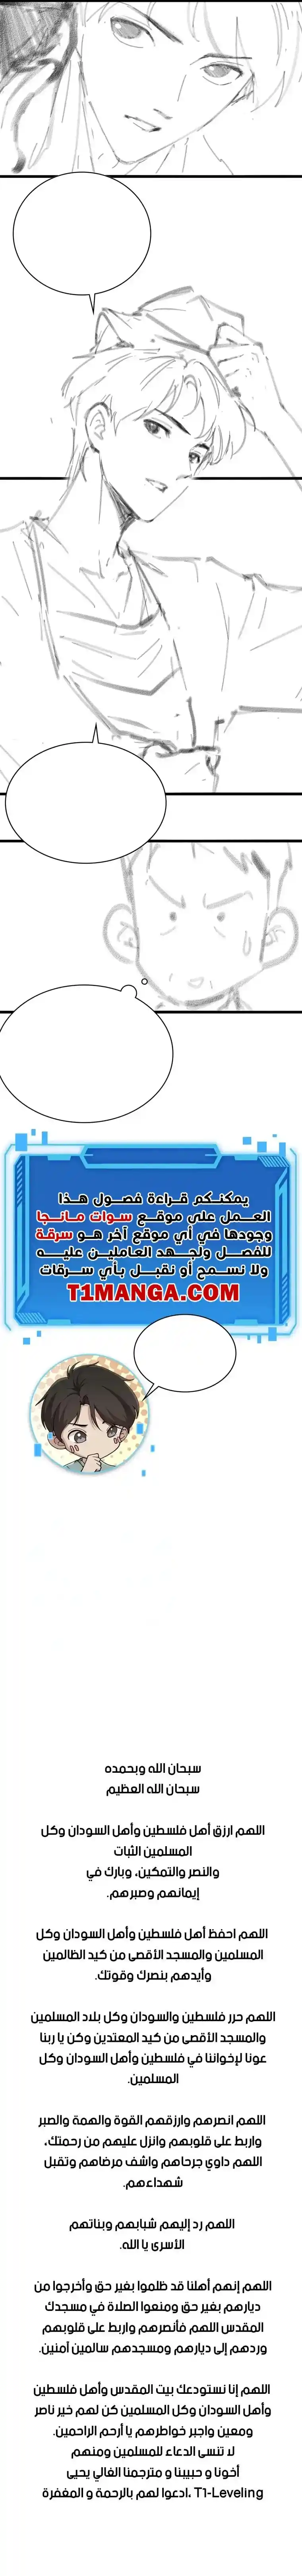 يمكنكم قراءة فصول هذا
العمل على موقع سوات مانجا
وجودها في أي موقع آخر هو سرقة
للفصل ولجهد العاملين عليه
ولا نسمح أو نقبل بأي سرقات
T1MANGA.COM
سبحان الله وبحمده
سبحان الله العظيم
اللهم ارزق أهل فلسطين وأهل السودان وكل
المسلمين الثبات
والنصر والتمكين، وبارك في
إيمانهم وصبرهم.
اللهم احفظ أهل فلسطين وأهل السودان وكل
المسلمين والمسجد الأقصى من كيد الظالمين
وأيدهم بنصرك وقوتك.
اللهم حرر فلسطين والسودان وكل بلاد المسلمين
والمسجد الأقصى من كيد المعتدين وكن يا ربنا
عونا لإخواننا في فلسطين وأهل السودان وكل
المسلمين.
اللهم انصرهم وارزقهم القوة والهمة والصبر
واربط على قلوبهم وانزل عليهم من رحمتك،
اللهم داوي جرحاهم واشف مرضاهم وتقبل
شهداءهم.
اللهم رد إليهم شبابهم وبناتهم
الأسرى يا الله.
اللهم إنهم أهلنا قد ظلموا بغير حق وأخرجوا من
ديارهم بغير حق ومنعوا الصلاة في مسجدك
المقدس اللهم فأنصرهم واربط على قلوبهم
وردهم إلى ديارهم ومسجدهم سالمين آمنين.
اللهم إنا نستودعك بيت المقدس وأهل فلسطين
وأهل السودان وكل المسلمين كن لهم خير ناصر
ومعين واجبر خواطرهم يا أرحم الراحمين.
لا تنسى الدعاء للمسلمين ومنهم
أخونا و حبيبنا و مترجمنا الغالي يحيى
T1-Leveling ،ادعوا لهم بالرحمة و المغفرة